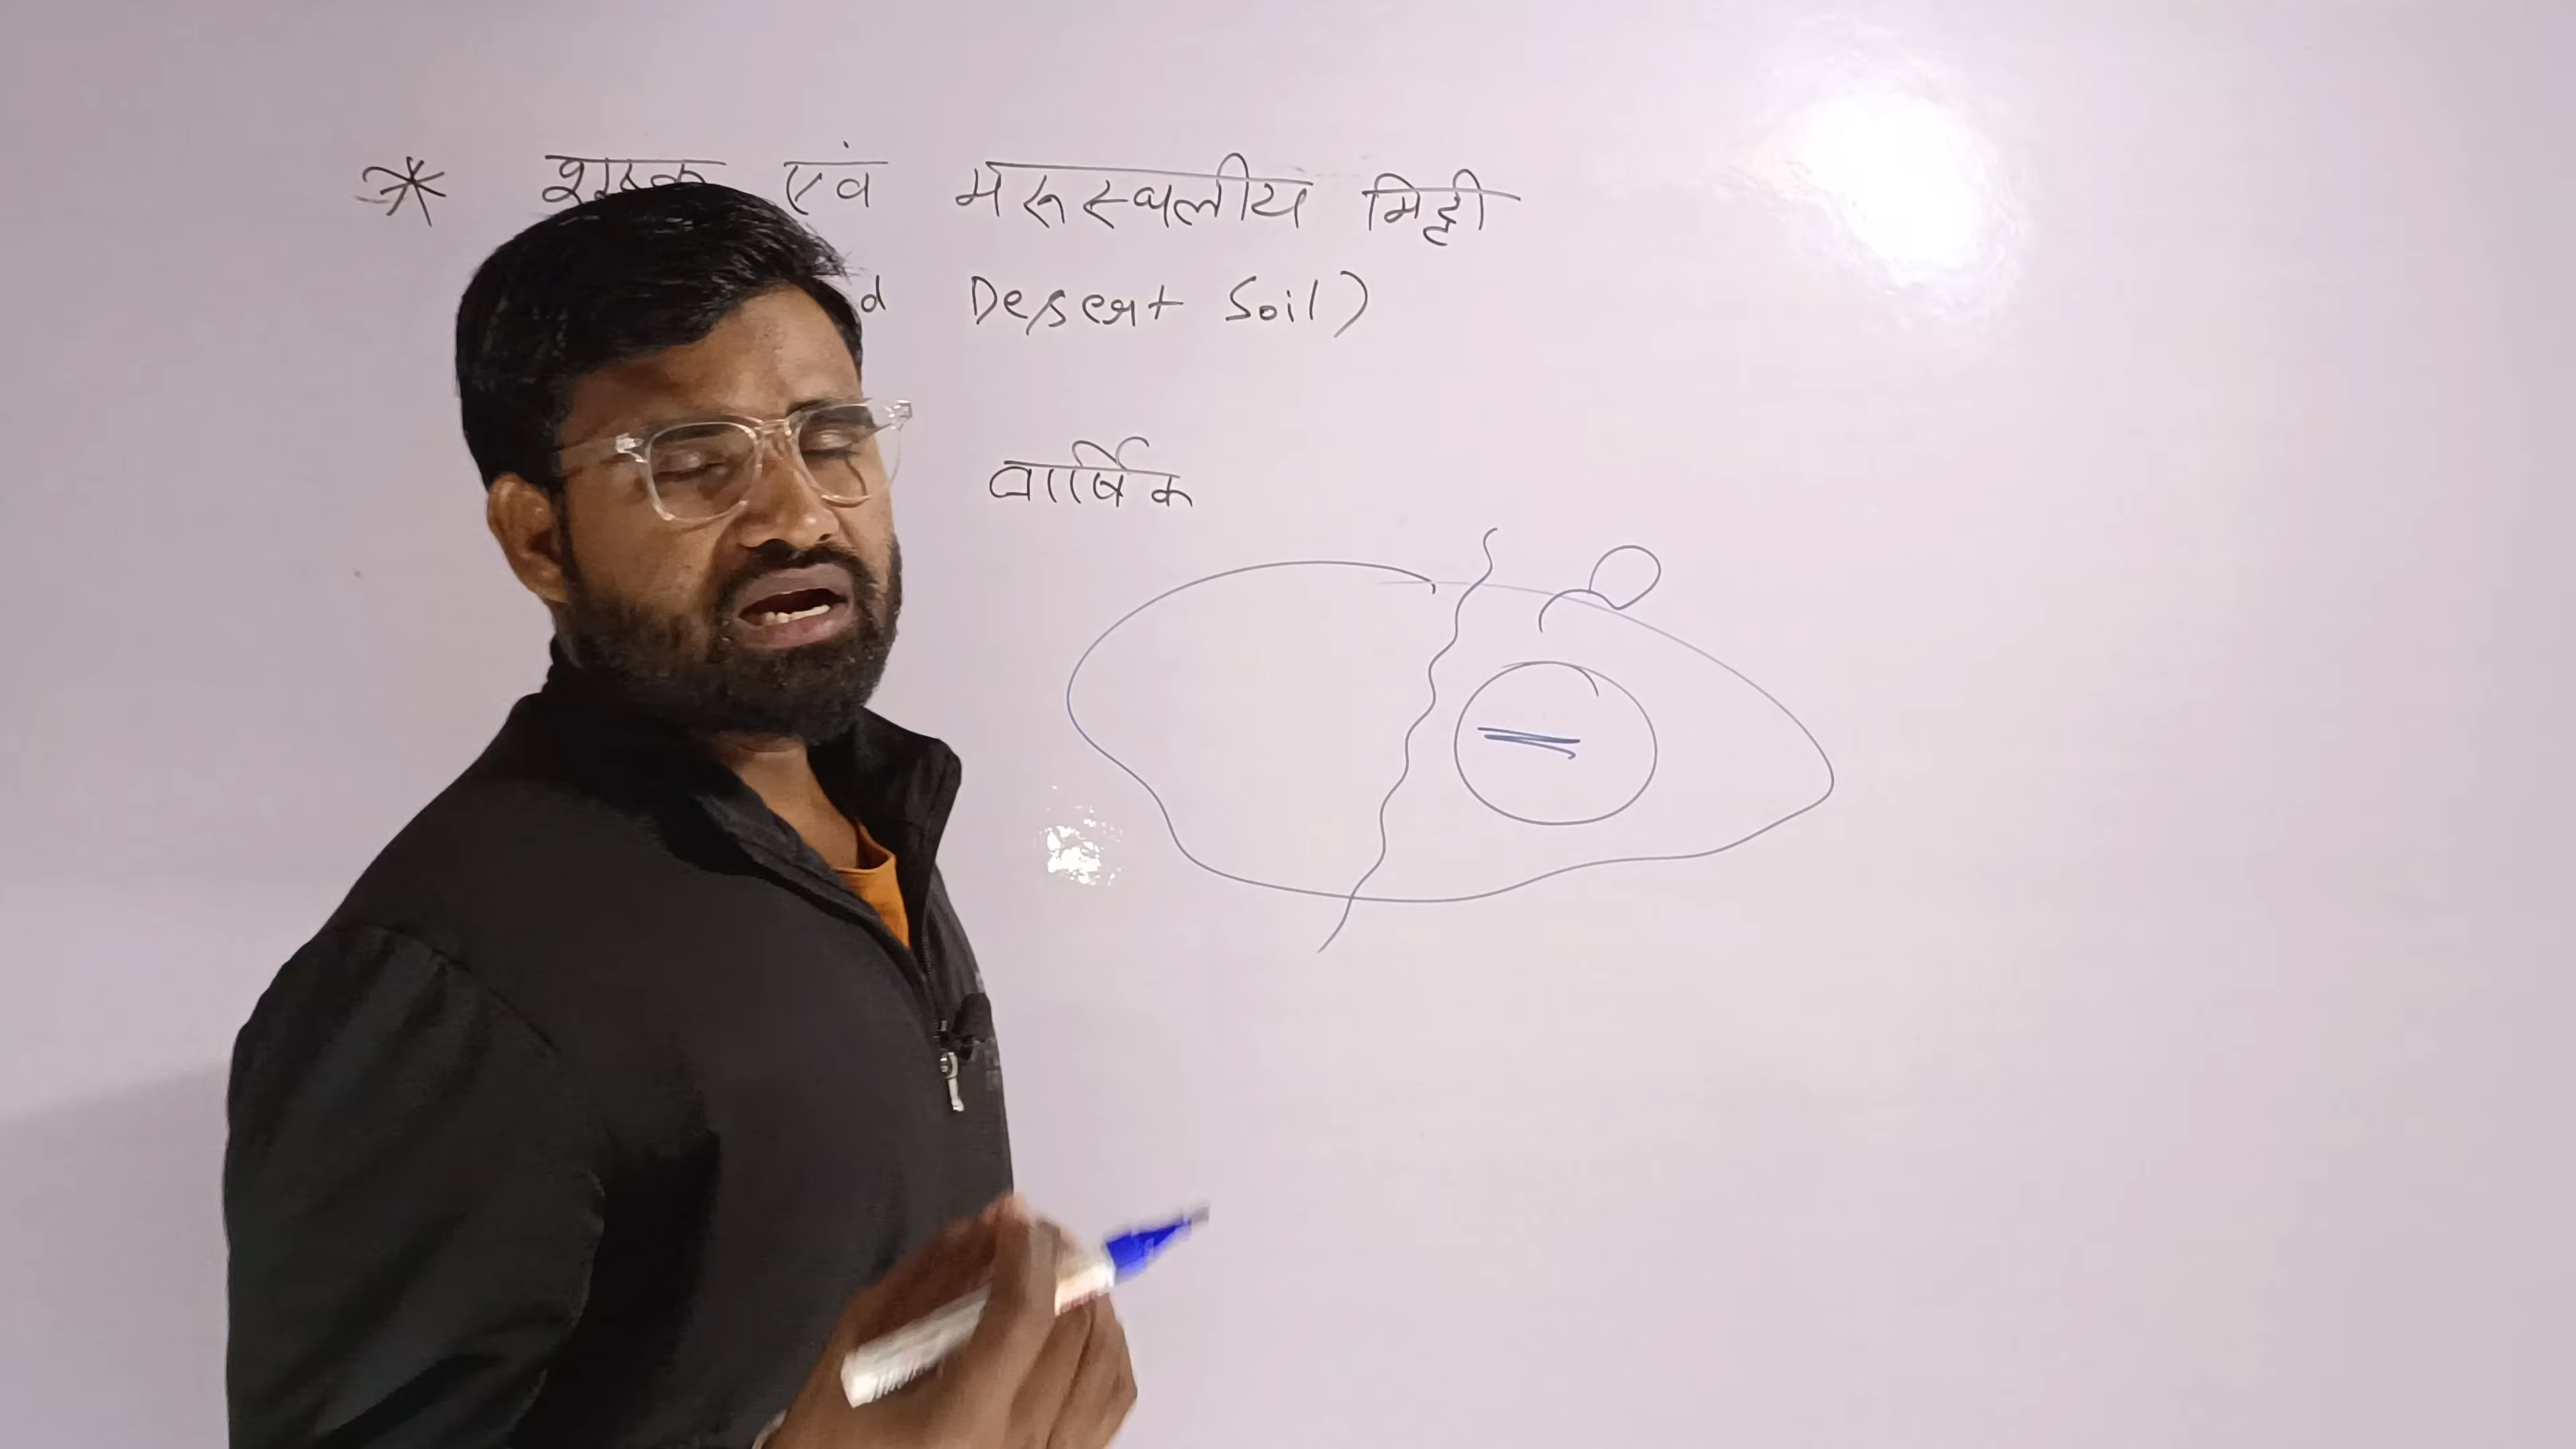 * शुष्क एवं मरूस्थलीय मिट्टी
Desert Soil)
वार्षिक